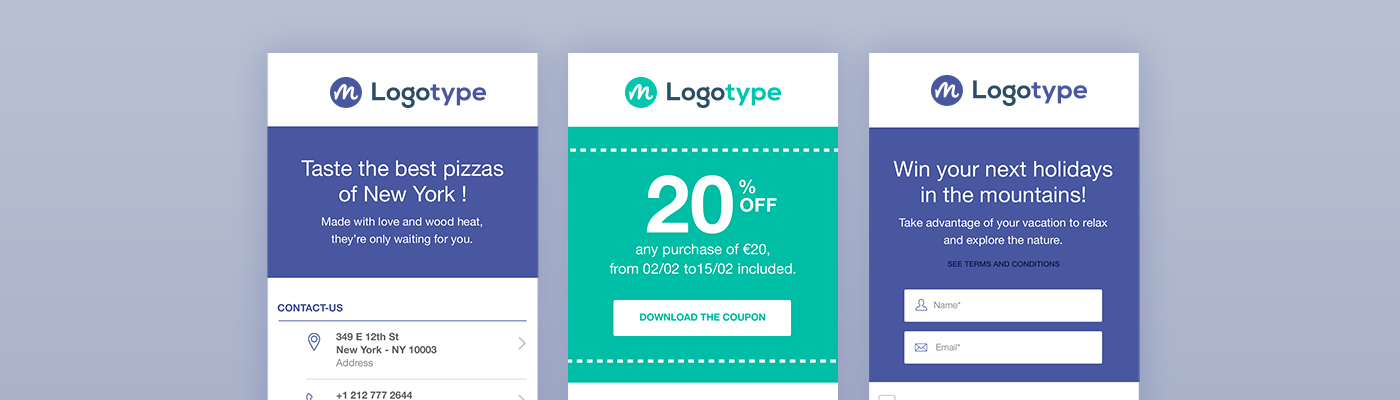 Logotype
Taste the best pizzas
of New York !
Made with love and wood heat,
they're only waiting for you.
CONTACT-US
349 E 12th St
New York - NY 10003
Address
+1 212 777 2644
Logotype
20
%
OFF
any purchase of €20,
from 02/02 to15/02 included.
DOWNLOAD THE COUPON
Logotype
Win your next holidays
in the mountains!
Take advantage of your vacation to relax
and explore the nature.
SEE TERMS AND CONDITIONS
Name*
Email*